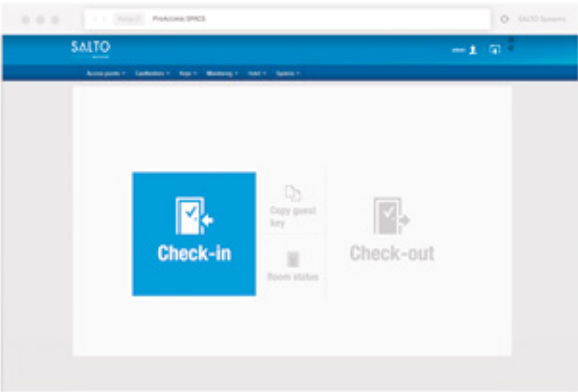 ProAccess SPACE
SALTO Systems
SALTO
admin
Access points
Cardholders
Keys
Monitoring
Hotel
System
Check-in
Copy guest
key
Room status
Check-out